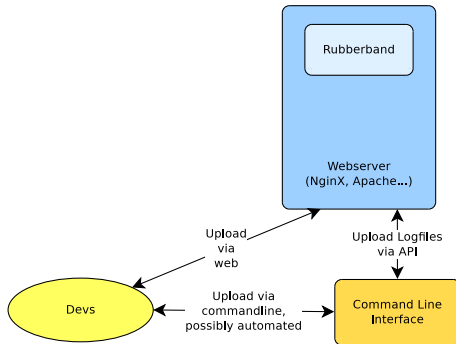 Rubberband
Webserver
(NginX, Apache...)
Upload
via
web
Upload Logfiles
via API
Devs
Upload via
commandline,
possibly automated
Command Line
Interface